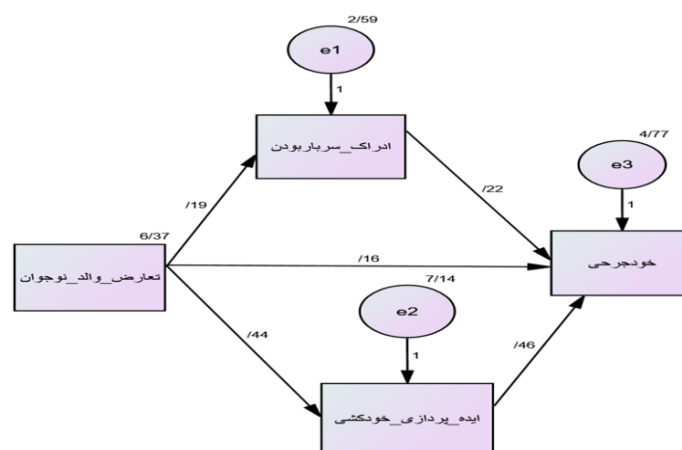 2/59
e1
1
ادراک_سرباربودن
4/77
e3
1
/22
/19
6/37
تعارض_والد_نوجوان
/16
خودجرحی
7/14
e2
/44
1
/46
ایده_پردازی_خودکشی